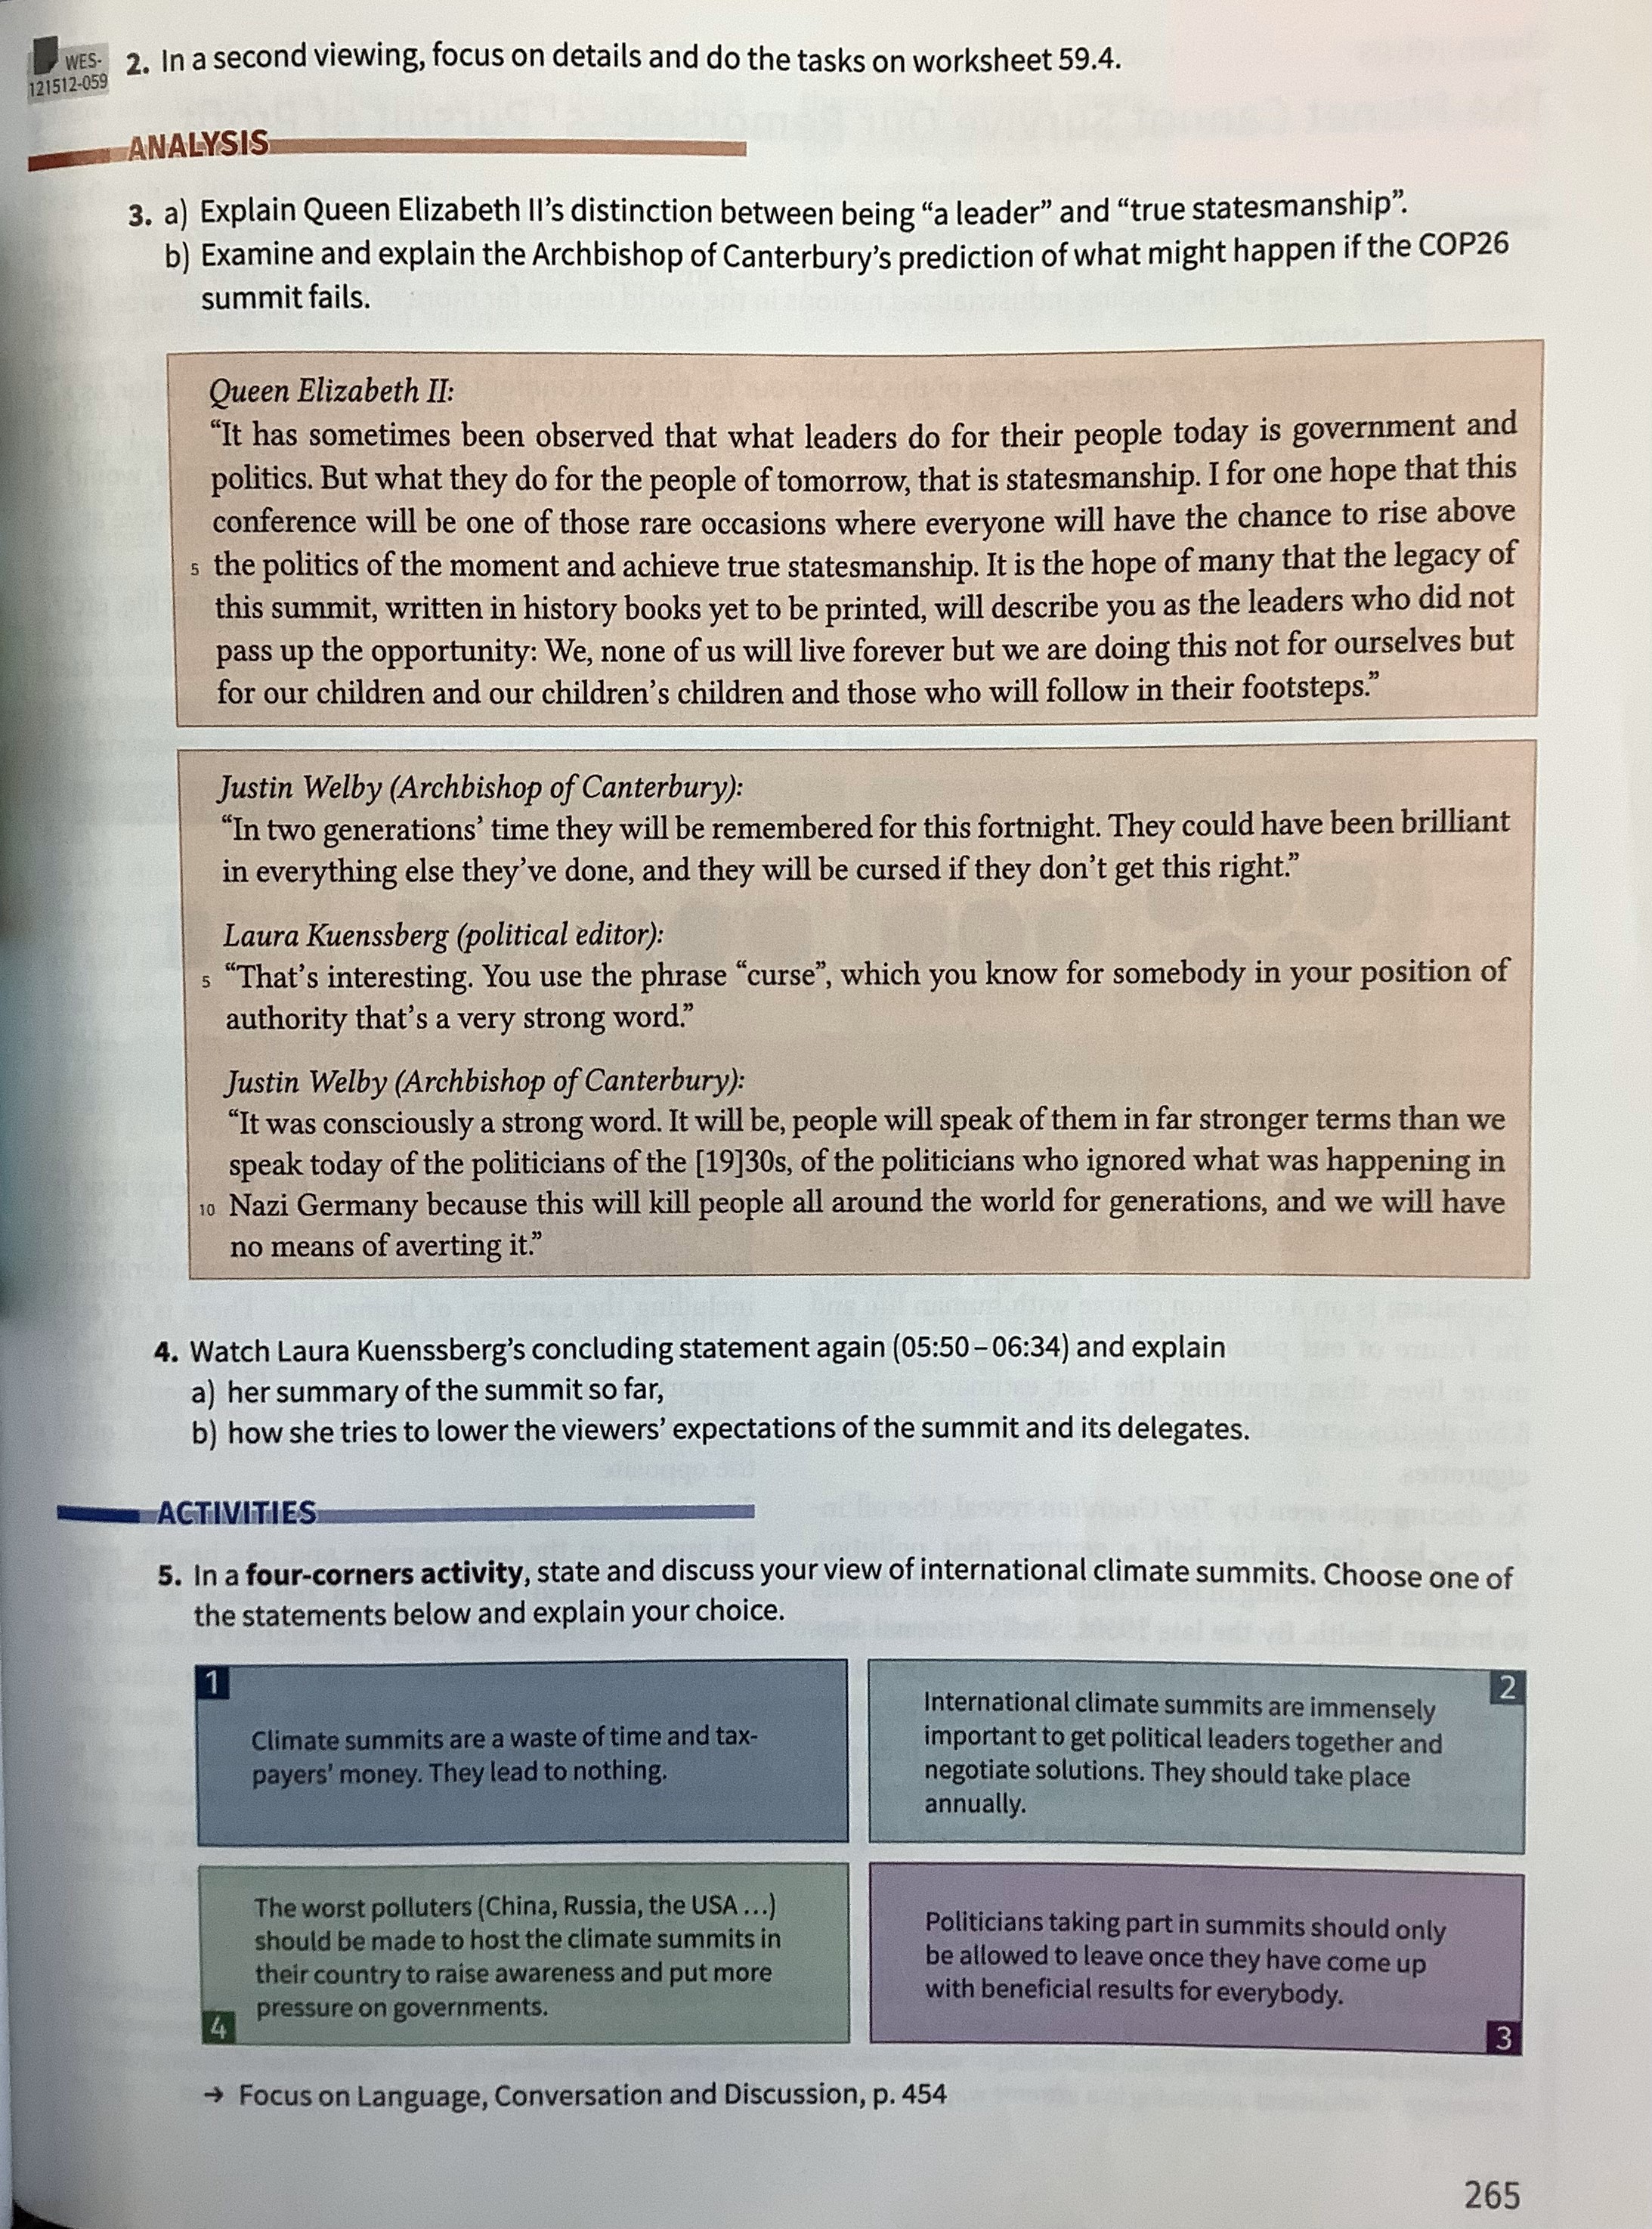 WES-
121512-059
2. In a second viewing, focus on details and do the tasks on worksheet 59.4.
ANALYSIS
3. a) Explain Queen Elizabeth II's distinction between being “a leader” and “true statesmanship”.
b) Examine and explain the Archbishop of Canterbury's prediction of what might happen if the COP26
summit fails.
Queen Elizabeth II:
“It has sometimes been observed that what leaders do for their people today is government and
politics. But what they do for the people of tomorrow, that is statesmanship. I for one hope that this
conference will be one of those rare occasions where everyone will have the chance to rise above
5 the politics of the moment and achieve true statesmanship. It is the hope of many that the legacy of
this summit, written in history books yet to be printed, will describe you as the leaders who did not
pass up the opportunity: We, none of us will live forever but we are doing this not for ourselves but
for our children and our children's children and those who will follow in their footsteps.”
Justin Welby (Archbishop of Canterbury):
“In two generations' time they will be remembered for this fortnight. They could have been brilliant
in everything else they've done, and they will be cursed if they don't get this right.”
Laura Kuenssberg (political editor):
5 “That's interesting. You use the phrase “curse”, which you know for somebody in your position of
authority that's a very strong word.”
Justin Welby (Archbishop of Canterbury):
“It was consciously a strong word. It will be, people will speak of them in far stronger terms than we
speak today of the politicians of the [19]30s, of the politicians who ignored what was happening in
10 Nazi Germany because this will kill people all around the world for generations, and we will have
no means of averting it.”
4. Watch Laura Kuenssberg's concluding statement again (05:50 – 06:34) and explain
a) her summary of the summit so far,
b) how she tries to lower the viewers' expectations of the summit and its delegates.
ACTIVITIES
5. In a four-corners activity, state and discuss your view of international climate summits. Choose one of
the statements below and explain your choice.
1
Climate summits are a waste of time and tax-
payers' money. They lead to nothing.
2
International climate summits are immensely
important to get political leaders together and
negotiate solutions. They should take place
annually.
The worst polluters (China, Russia, the USA ...)
should be made to host the climate summits in
their country to raise awareness and put more
pressure on governments.
4
Politicians taking part in summits should only
be allowed to leave once they have come up
with beneficial results for everybody.
3
→ Focus on Language, Conversation and Discussion, p. 454
265